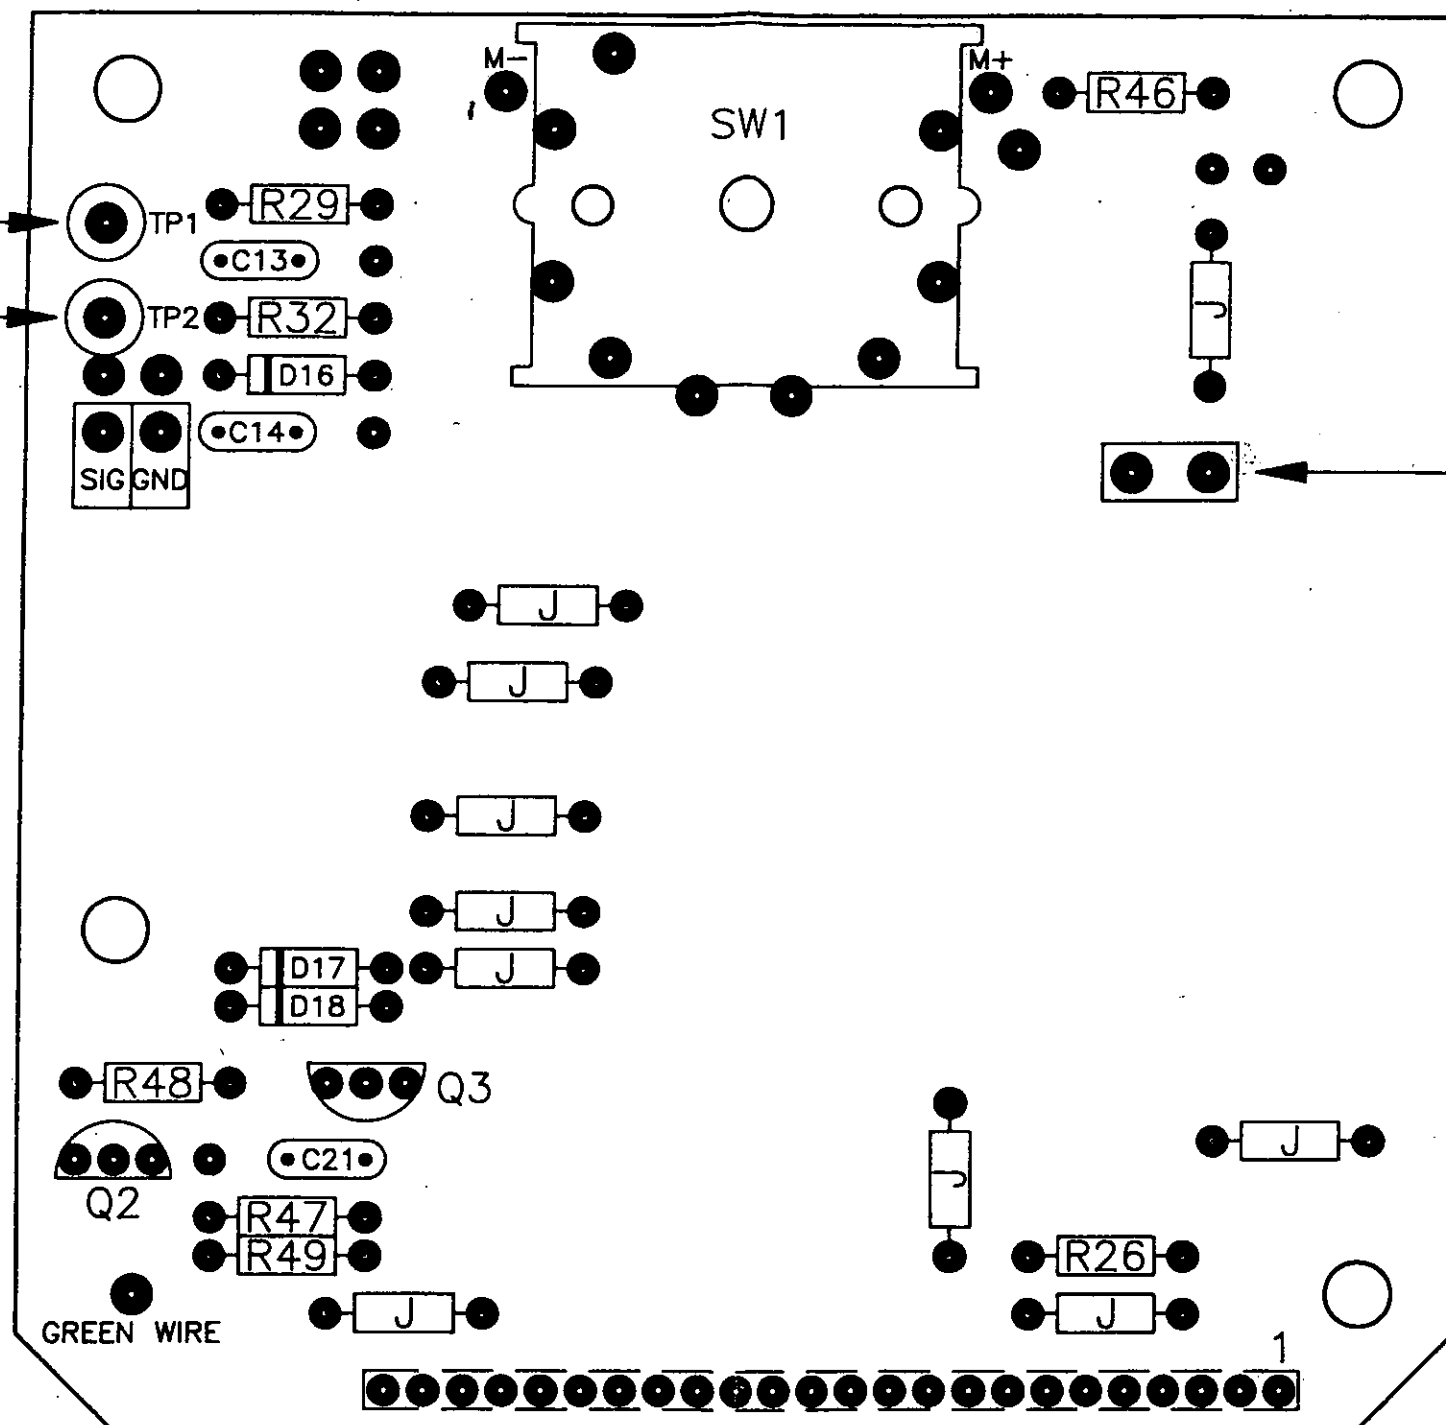 M-
M+
R46
SW1
R29
TP1
C13
TP2
R32
D16
C14
SIG
GND
J
J
J
J
J
J
D17
D18
R48
Q3
J
C21
Q2
J
R47
R49
R26
J
J
GREEN WIRE
1